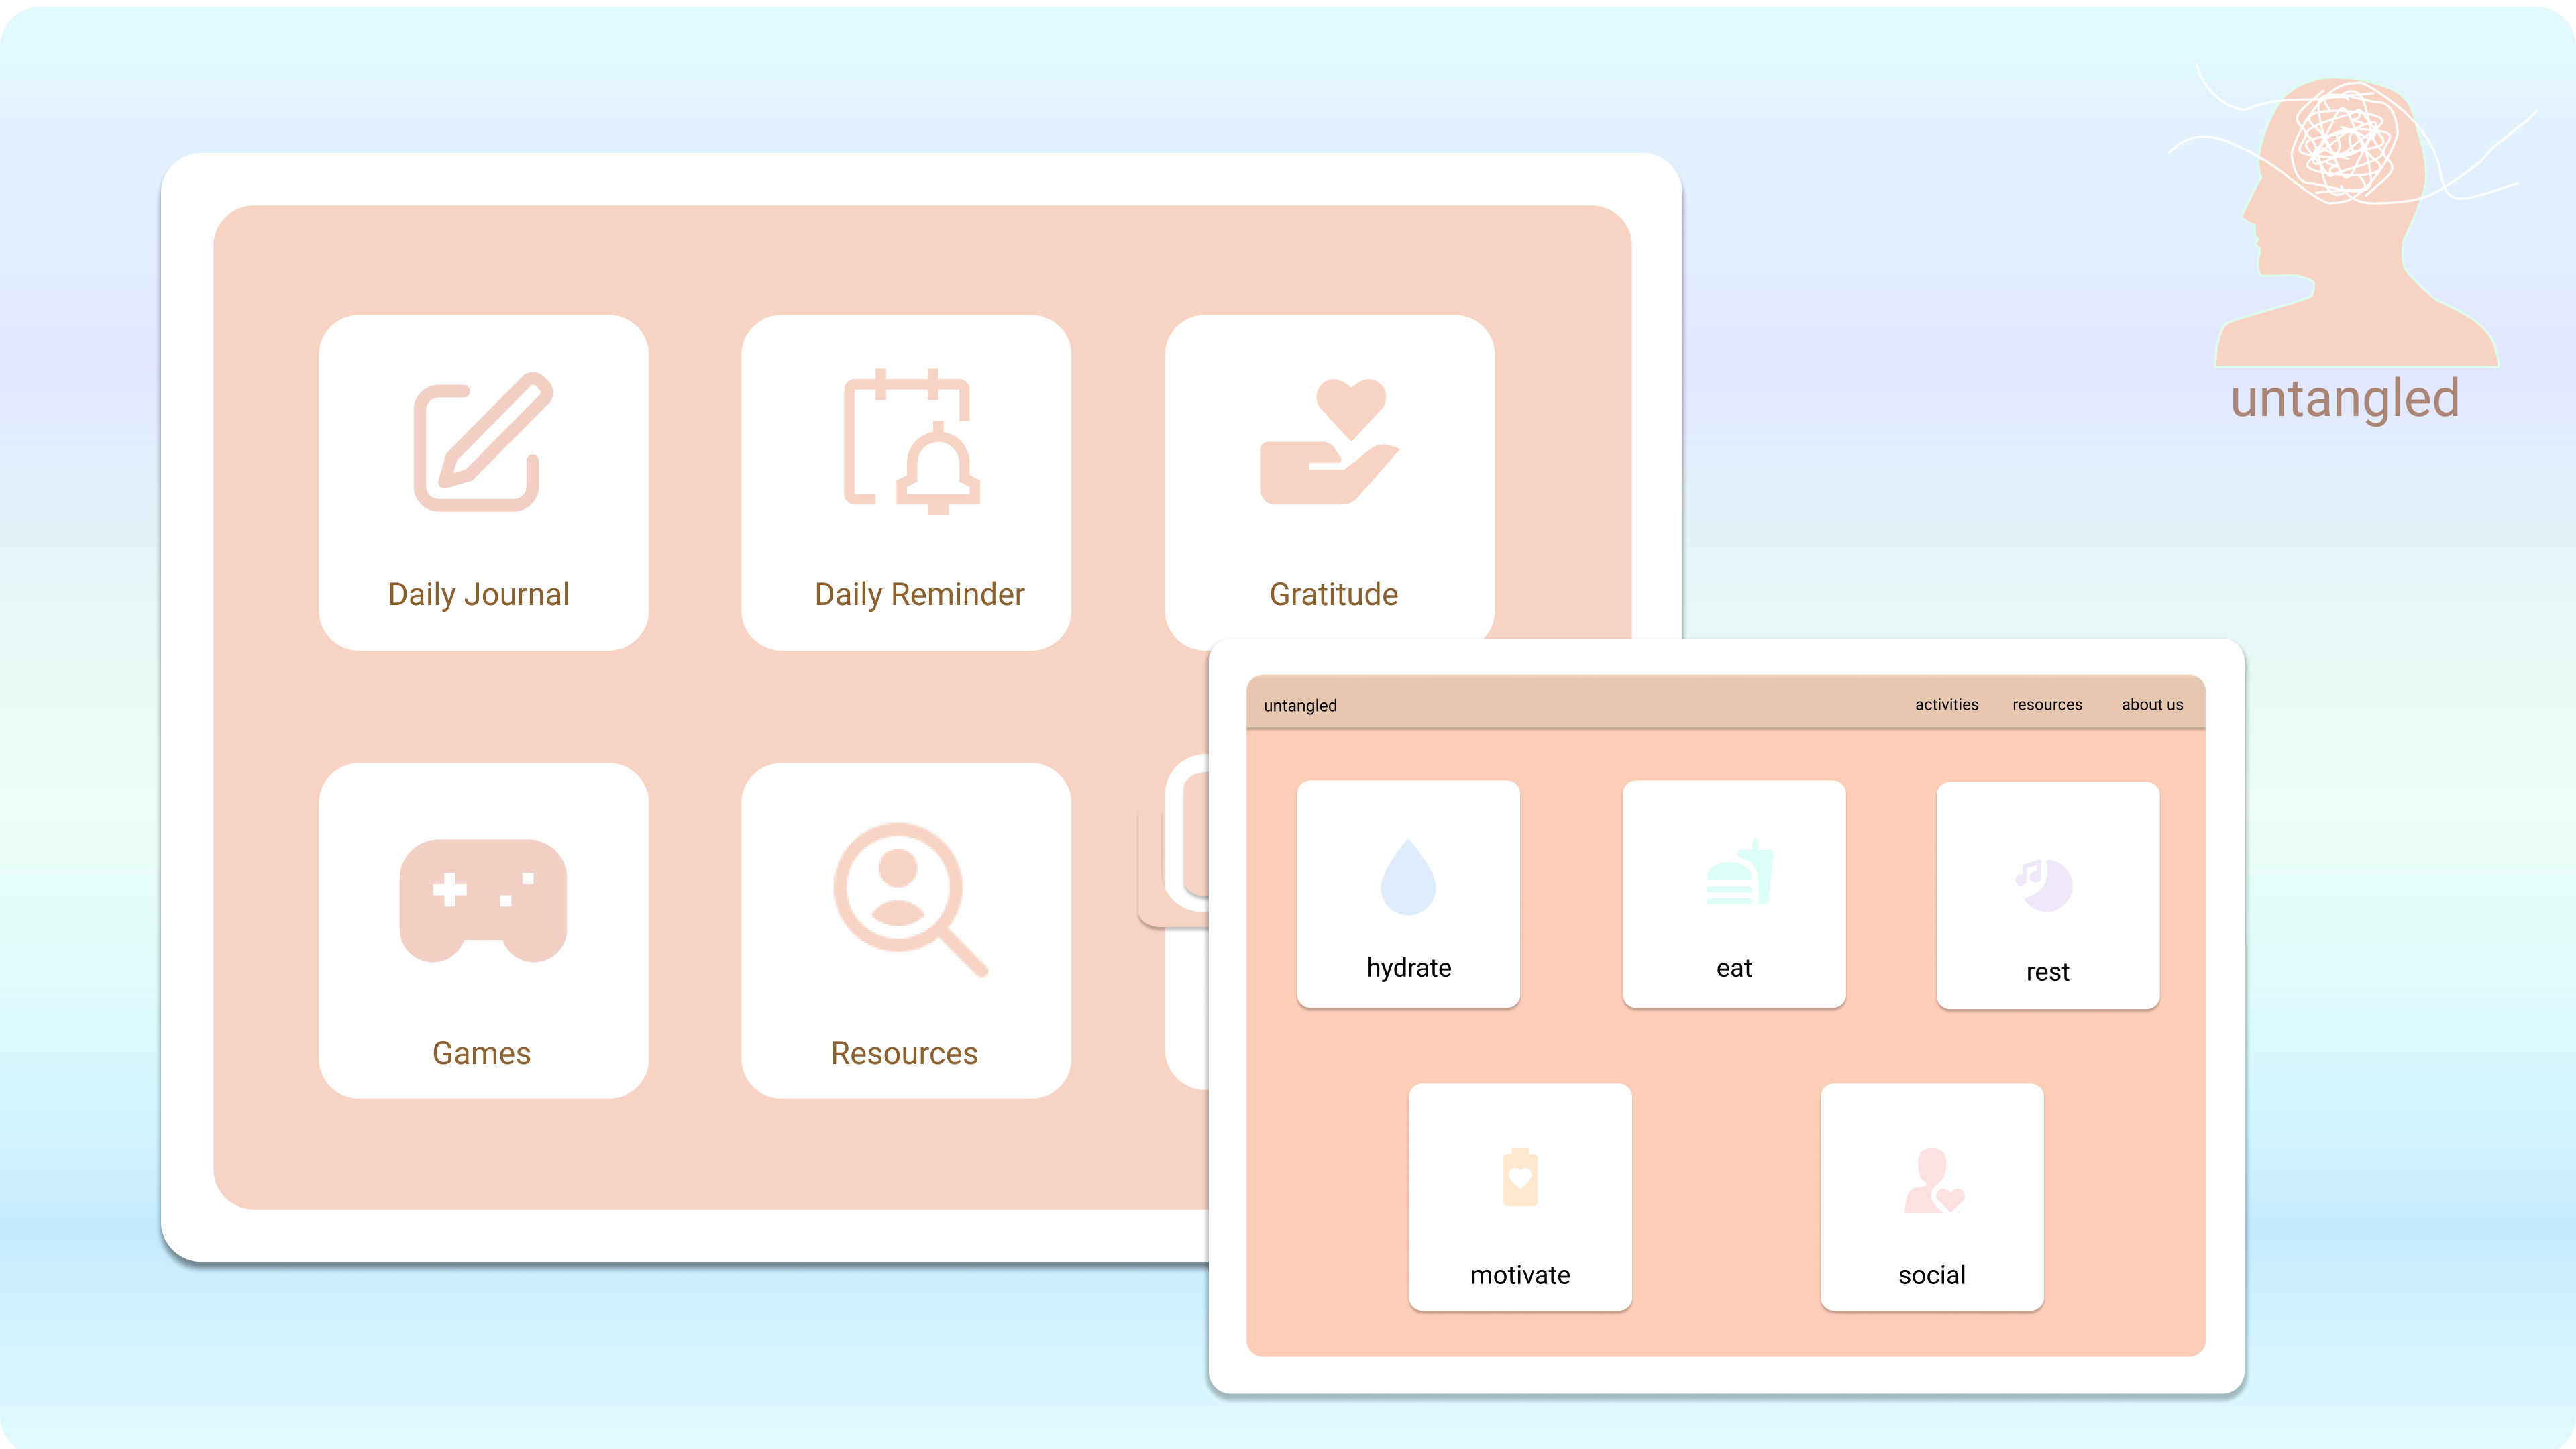 untangled
Daily Journal
Daily Reminder
Gratitude
Games
Resources
untangled
activities
resources
about us
hydrate
eat
rest
motivate
social